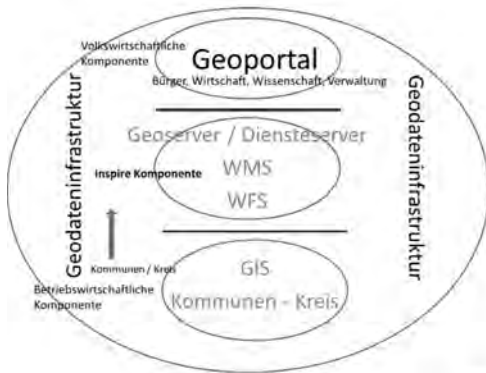 Volkswirtschaftliche
Komponente
Geoportal
Bürger, Wirtschaft, Wissenschaft, Verwaltung
Geodateninfrastruktur
Geodateninfrastruktur
Geoserver / Diensteserver
WMS
WFS
Inspire Komponente
Kommunen / Kreis
Betriebswirtschaftliche
Komponente
GIS
Kommunen - Kreis